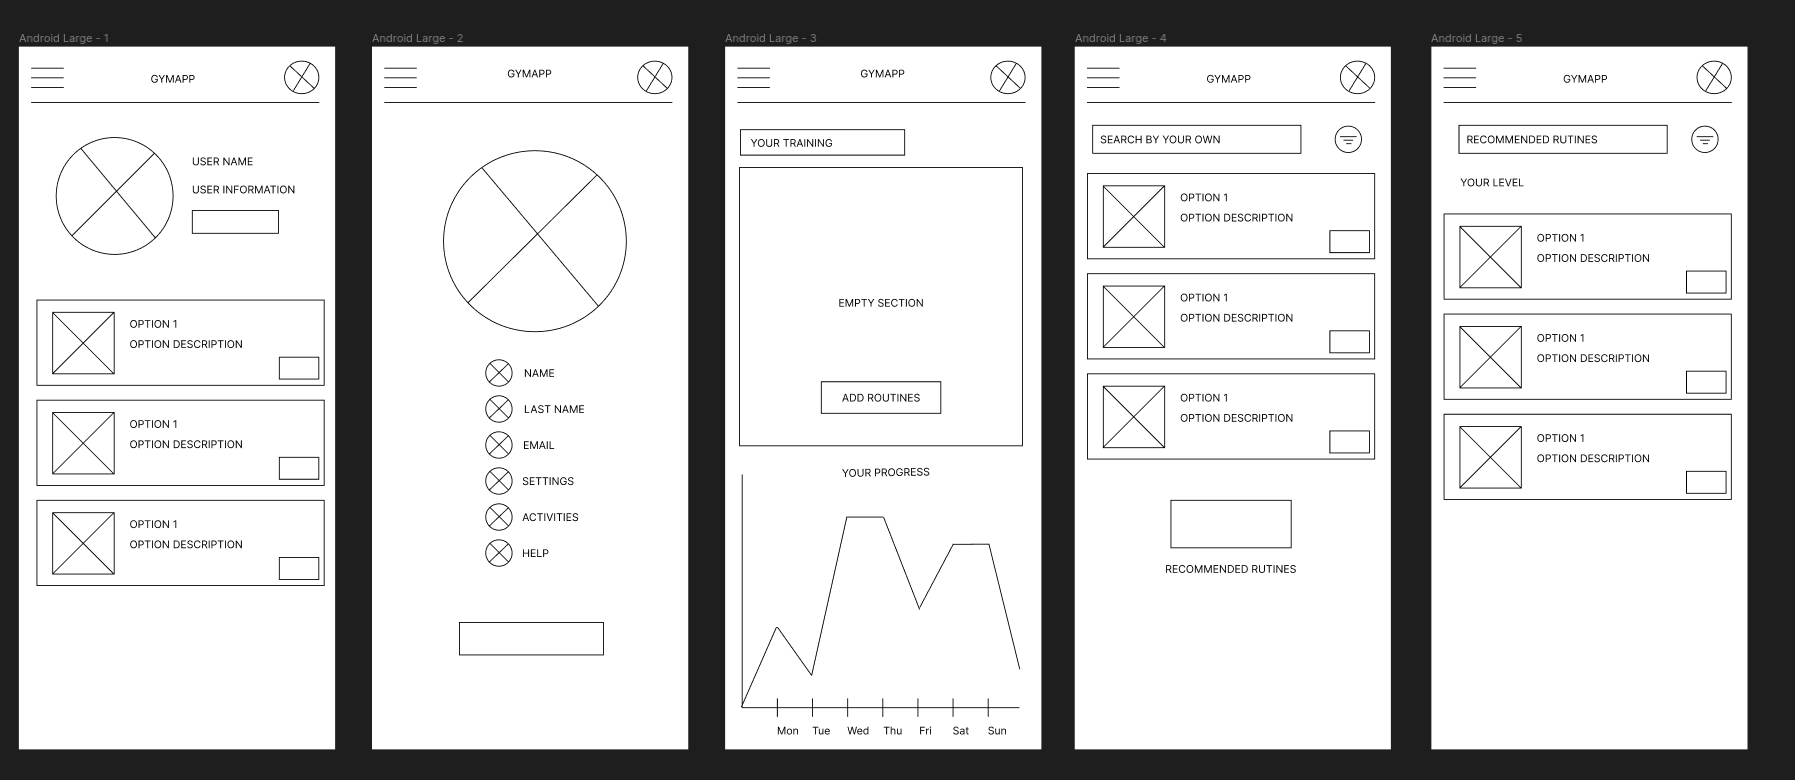 Android Large - 1
GYMAPP
USER NAME
USER INFORMATION
OPTION 1
OPTION DESCRIPTION
OPTION 1
OPTION DESCRIPTION
OPTION 1
OPTION DESCRIPTION
Android Large - 2
GYMAPP
NAME
LAST NAME
EMAIL
SETTINGS
ACTIVITIES
HELP
Android Large - 3
GYMAPP
YOUR TRAINING
EMPTY SECTION
ADD ROUTINES
YOUR PROGRESS
Mon Tue Wed Thu Fri Sat Sun
Android Large - 4
GYMAPP
SEARCH BY YOUR OWN
OPTION 1
OPTION DESCRIPTION
OPTION 1
OPTION DESCRIPTION
OPTION 1
OPTION DESCRIPTION
RECOMMENDED RUTINES
Android Large - 5
GYMAPP
RECOMMENDED RUTINES
YOUR LEVEL
OPTION 1
OPTION DESCRIPTION
OPTION 1
OPTION DESCRIPTION
OPTION 1
OPTION DESCRIPTION